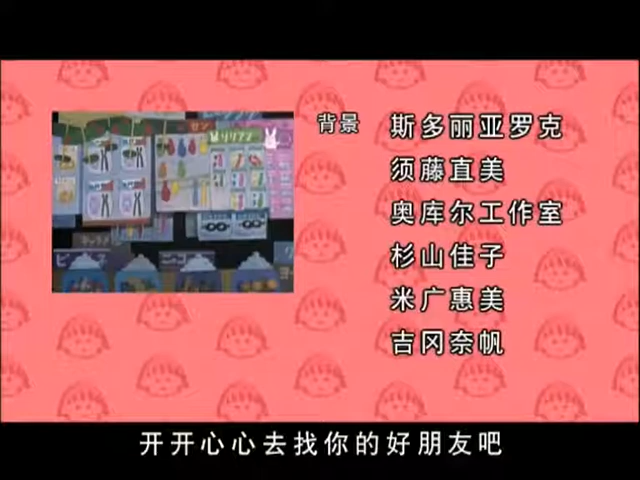 背景
斯多丽亚罗克
须藤直美
奥库尔工作室
杉山佳子
米广惠美
吉冈奈帆
开开心心去找你的好朋友吧